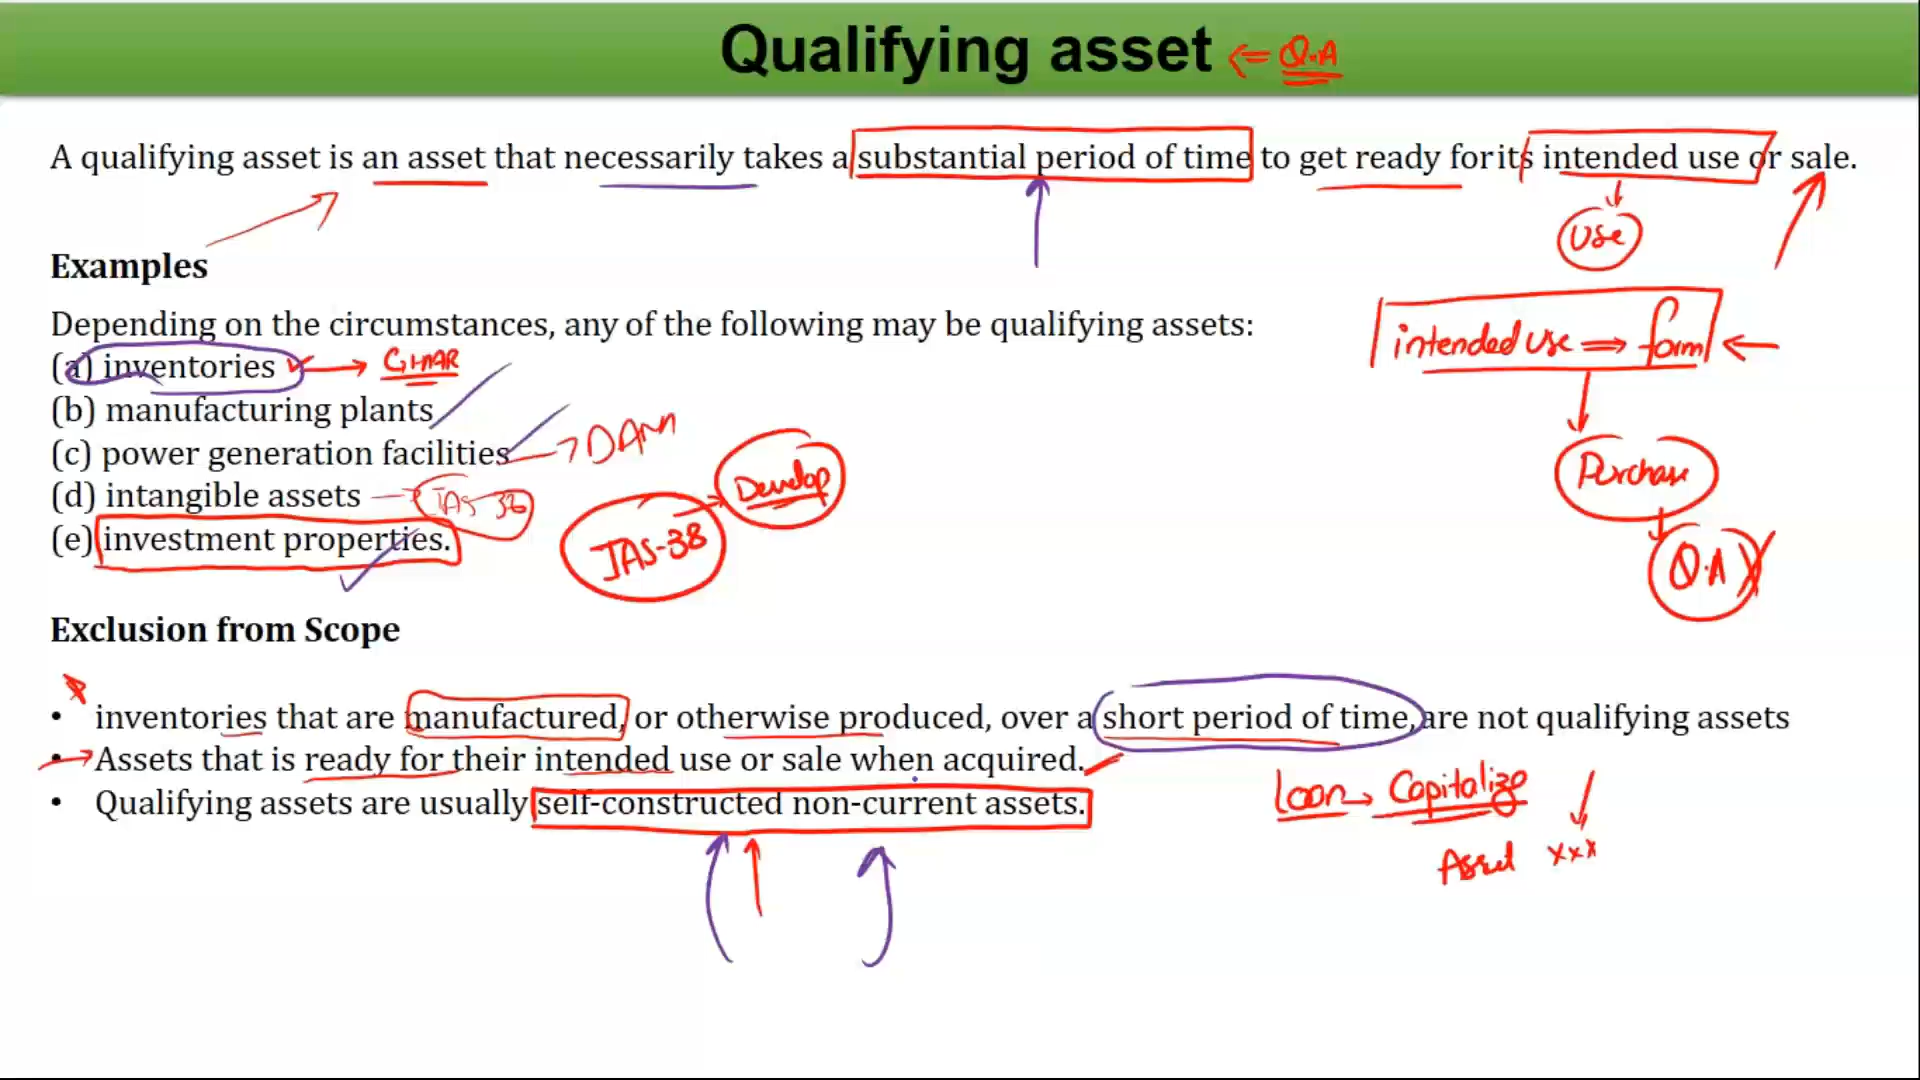 Qualifying asset ⇐ Q.A
A qualifying asset is an asset that necessarily takes a substantial period of time to get ready for its intended use or sale.
Use
Examples
Depending on the circumstances, any of the following may be qualifying assets:
intended use ⇒ form
(a) inventories → GHAR
(b) manufacturing plants
(c) power generation facilities → DAM
Develop
Purchase
(d) intangible assets → IAS-38
IAS-38
(e) investment properties.
Q.A
Exclusion from Scope
• inventories that are manufactured, or otherwise produced, over a short period of time, are not qualifying assets
• Assets that is ready for their intended use or sale when acquired.
• Qualifying assets are usually self-constructed non-current assets.
Loan → Capitalize
Asset xxx